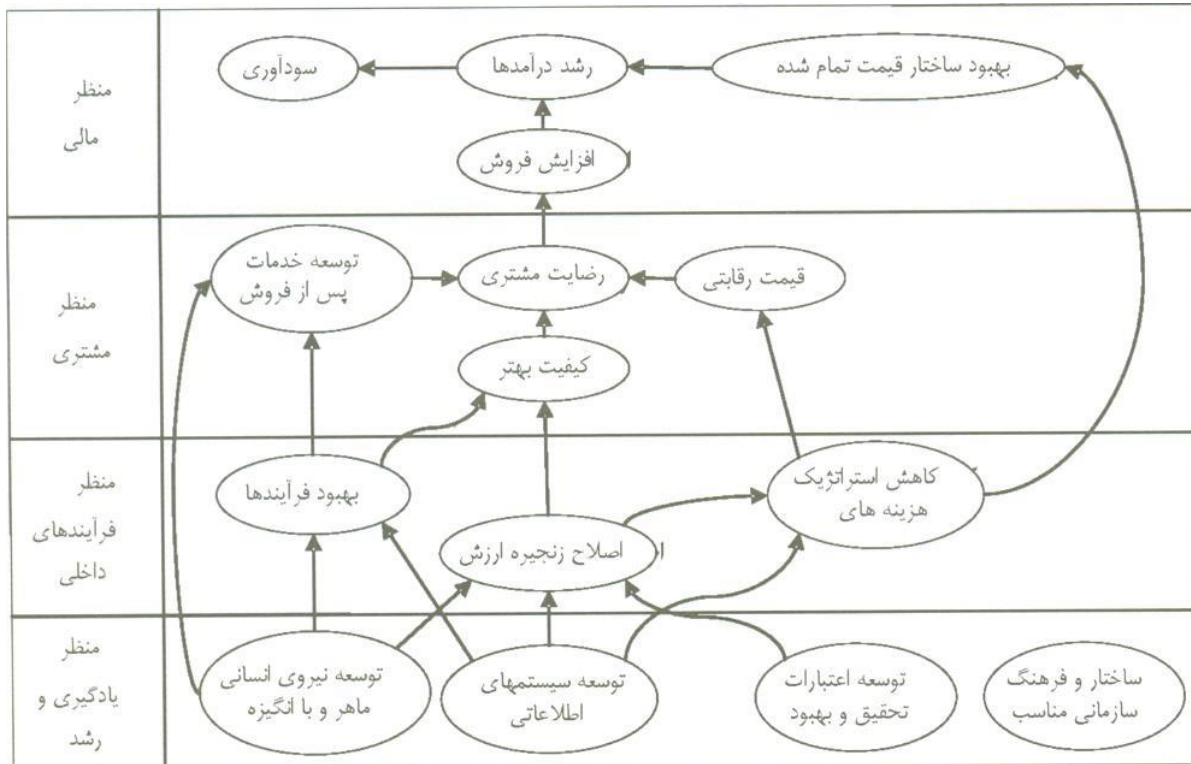 منظر
مالی
بهبود ساختار قیمت تمام شده
رشد درآمدها
سودآوری
افزایش فروش
منظر
مشتری
قیمت رقابتی
رضایت مشتری
توسعه خدمات
پس از فروش
کیفیت بهتر
منظر
فرآیندهای
داخلی
کاهش استراتژیک
هزینه های
بهبود فرآیندها
اصلاح زنجیره ارزش
منظر
یادگیری و
رشد
ساختار و فرهنگ
سازمانی مناسب
توسعه اعتبارات
تحقیق و بهبود
توسعه سیستمهای
اطلاعاتی
توسعه نیروی انسانی
ماهر و با انگیزه